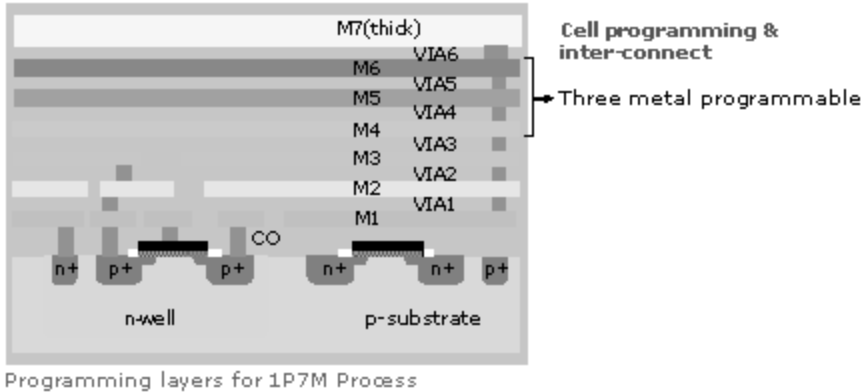 M7(thick)
Cell programming &
inter-connect
VIA6
M6
VIA5
M5
Three metal programmable
VIA4
M4
VIA3
M3
VIA2
M2
VIA1
M1
CO
n+ p+ p+ n+ n+ p+
n-well p-substrate
Programming layers for 1P7M Process